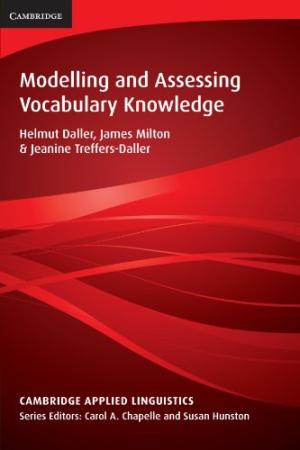 CAMBRIDGE
Modelling and Assessing
Vocabulary Knowledge
Helmut Daller, James Milton
& Jeanine Treffers-Daller
CAMBRIDGE APPLIED LINGUISTICS
Series Editors: Carol A. Chapelle and Susan Hunston